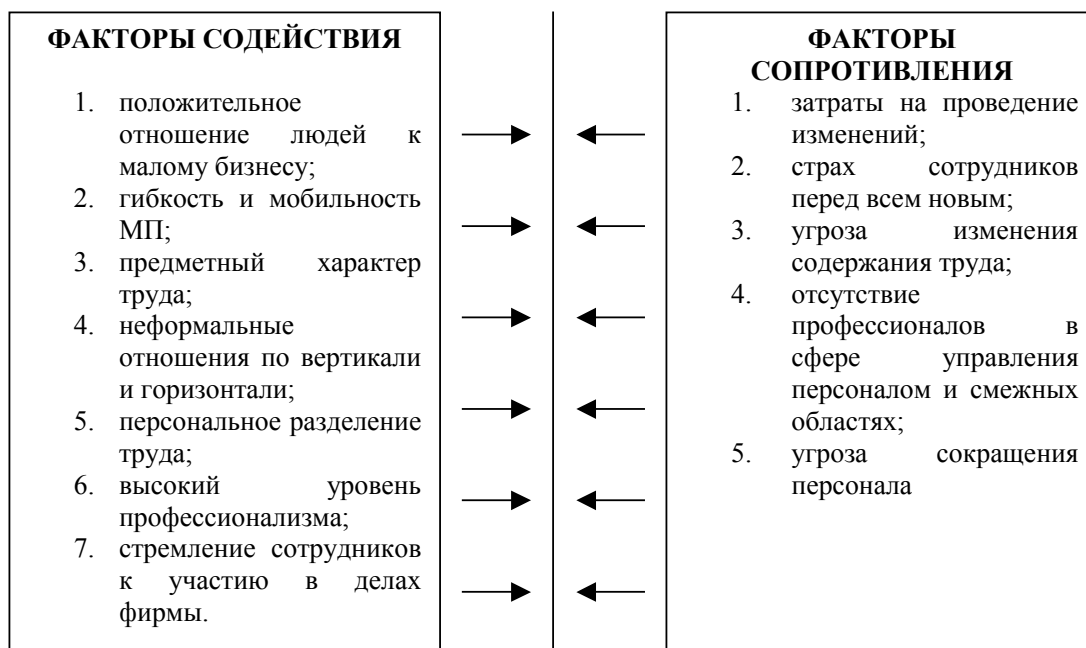 ФАКТОРЫ СОДЕЙСТВИЯ
1. положительное
отношение людей к
малому бизнесу;
2. гибкость и мобильность
МП;
3. предметный характер
труда;
4. неформальные
отношения по вертикали
и горизонтали;
5. персональное разделение
труда;
6. высокий уровень
профессионализма;
7. стремление сотрудников
к участию в делах
фирмы.
ФАКТОРЫ
СОПРОТИВЛЕНИЯ
1. затраты на проведение
изменений;
2. страх сотрудников
перед всем новым;
3. угроза изменения
содержания труда;
4. отсутствие
профессионалов в
сфере управления
персоналом и смежных
областях;
5. угроза сокращения
персонала